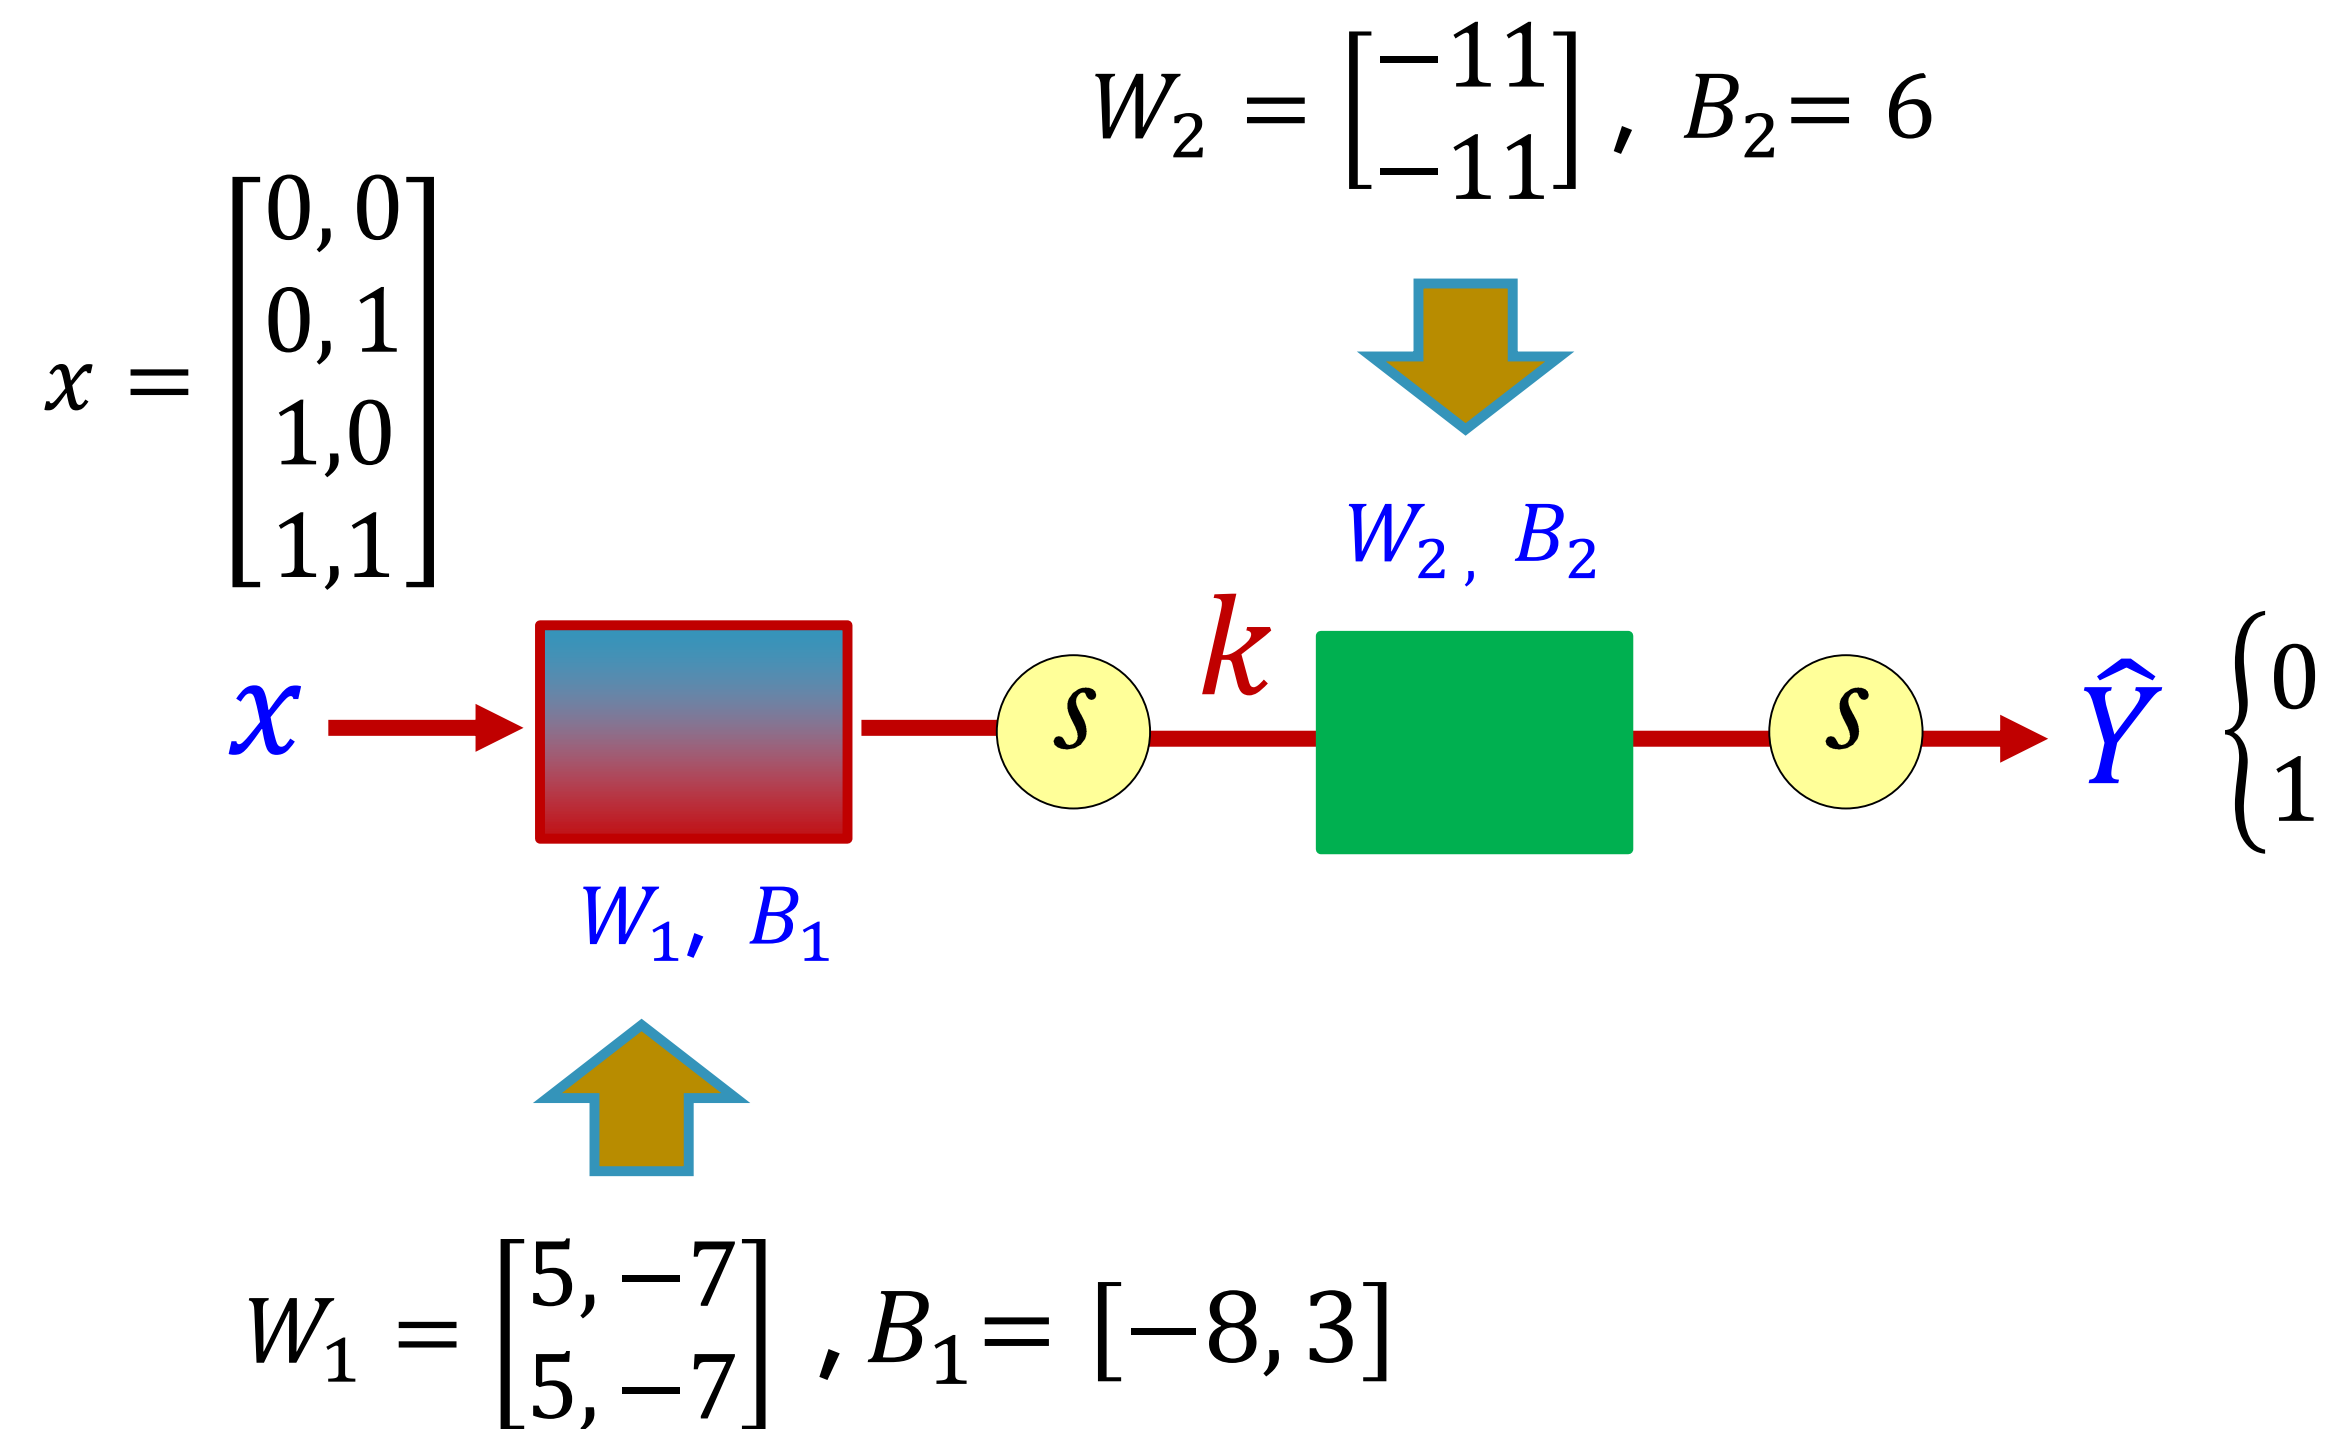 W₂ = [−11 −11] , B₂= 6
x = [0, 0
0, 1
1,0
1,1]
W₂ , B₂
x
s
k
s
Ŷ {0
1
W₁, B₁
W₁ = [5, −7
5, −7] , B₁= [−8, 3]